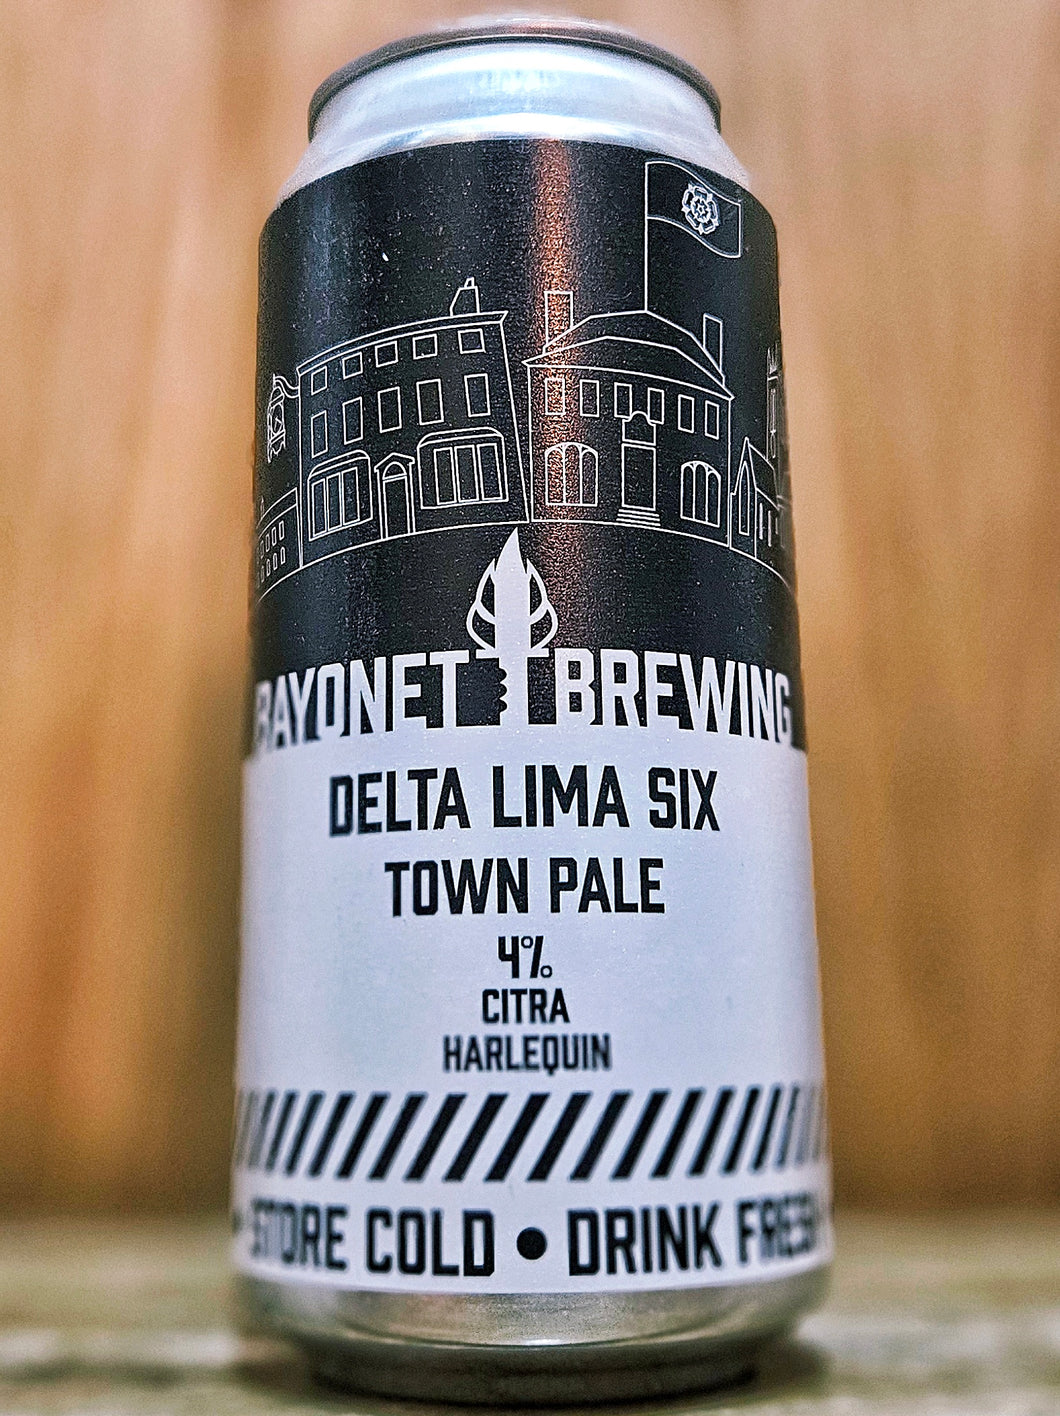 BAYONET BREWING
DELTA LIMA SIX
TOWN PALE
4%
CITRA
HARLEQUIN
STORE COLD • DRINK FRESH